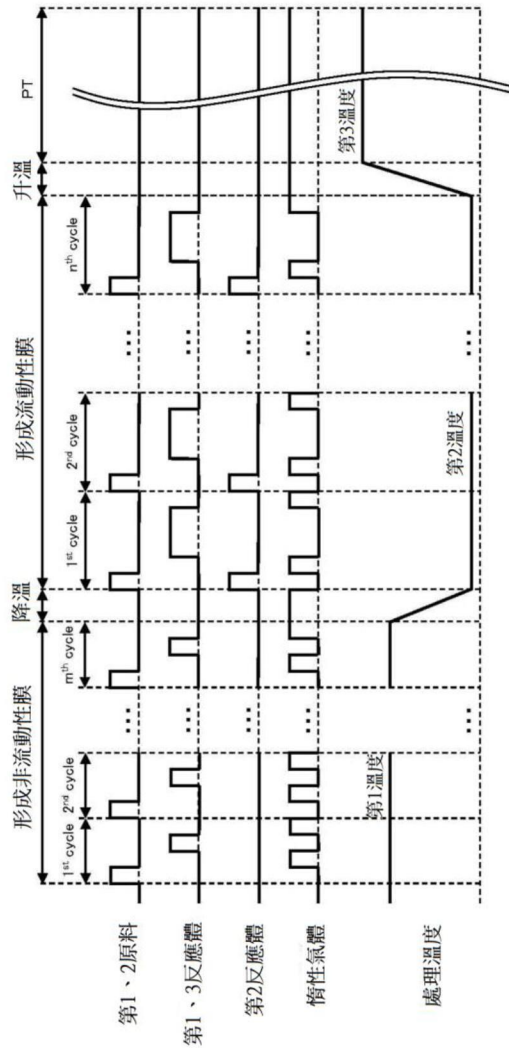 形成非流動性膜
降溫
形成流動性膜
升溫
PT
1st cycle
2nd cycle
...
mth cycle
1st cycle
2nd cycle
...
nth cycle
第1、2原料
...
...
第1、3反應體
...
...
第2反應體
...
...
惰性氣體
...
...
處理溫度
第1溫度
...
第2溫度
...
第3溫度